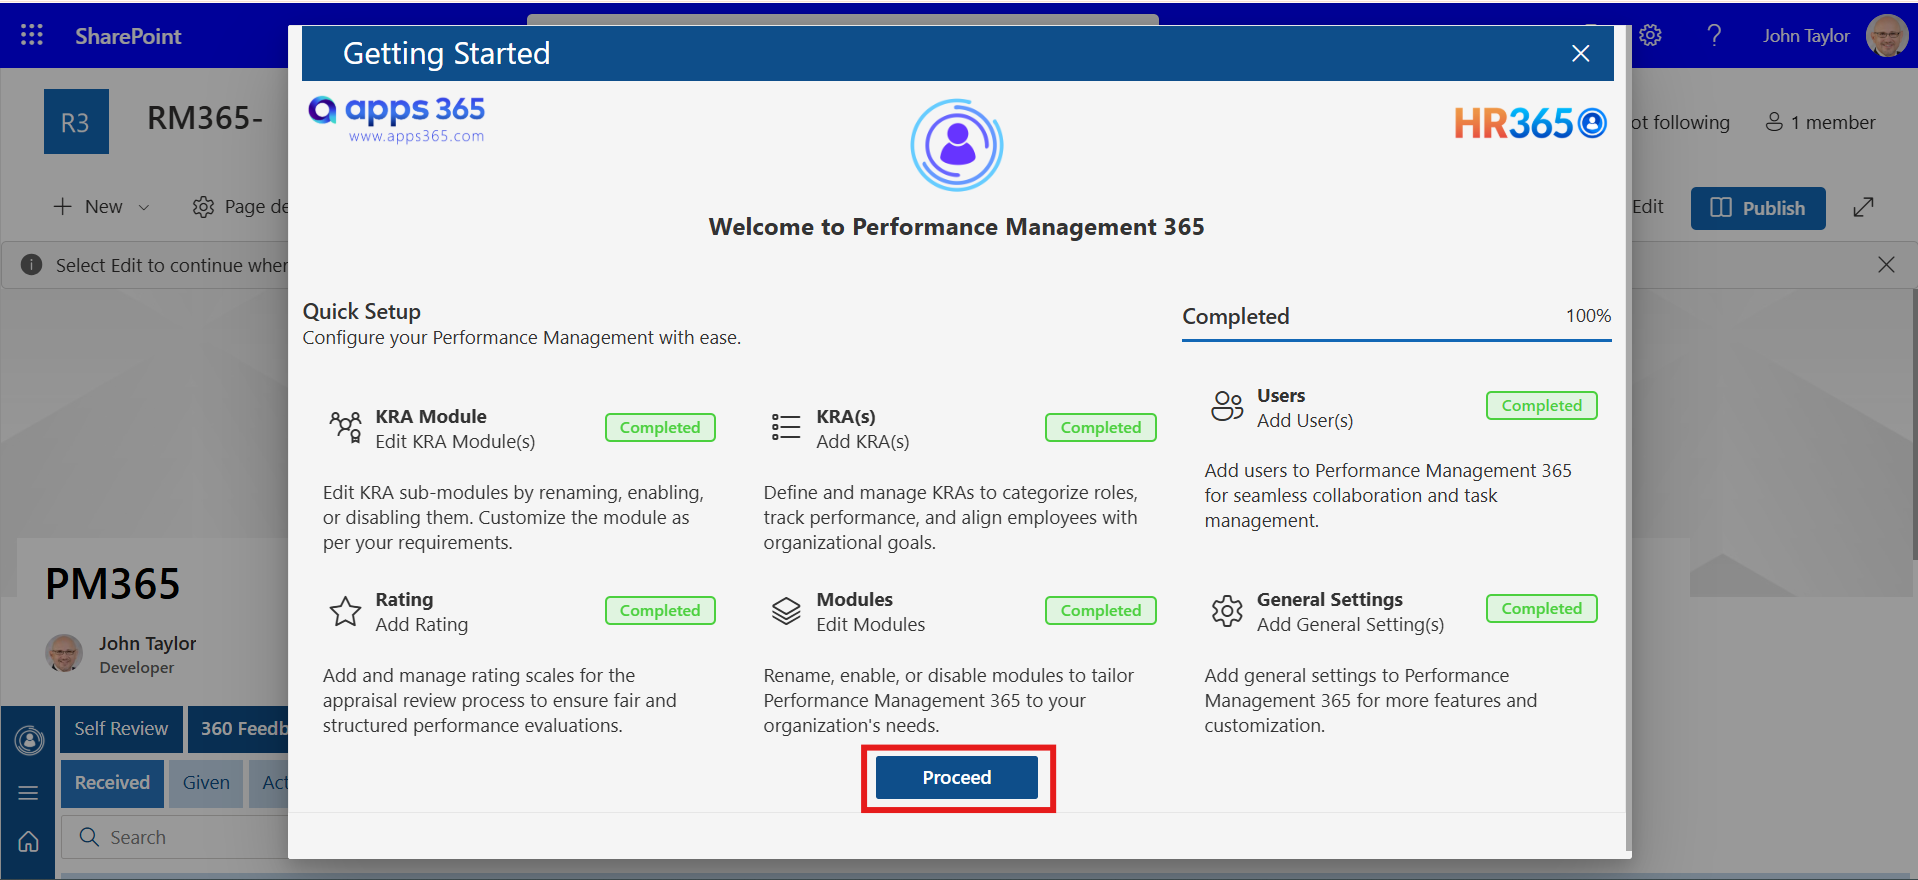 SharePoint
John Taylor
Getting Started
R3
RM365-
apps 365
www.apps365.com
HR365
ot following
1 member
New
Page de
Edit
Publish
Welcome to Performance Management 365
Select Edit to continue wher
Quick Setup
Configure your Performance Management with ease.
Completed
100%
KRA Module
Edit KRA Module(s)
Completed
Edit KRA sub-modules by renaming, enabling,
or disabling them. Customize the module as
per your requirements.
KRA(s)
Add KRA(s)
Completed
Define and manage KRAs to categorize roles,
track performance, and align employees with
organizational goals.
Users
Add User(s)
Completed
Add users to Performance Management 365
for seamless collaboration and task
management.
Rating
Add Rating
Completed
Add and manage rating scales for the
appraisal review process to ensure fair and
structured performance evaluations.
Modules
Edit Modules
Completed
Rename, enable, or disable modules to tailor
Performance Management 365 to your
organization's needs.
General Settings
Add General Setting(s)
Completed
Add general settings to Performance
Management 365 for more features and
customization.
Proceed
PM365
John Taylor
Developer
Self Review
360 Feedb
Received
Given
Act
Search